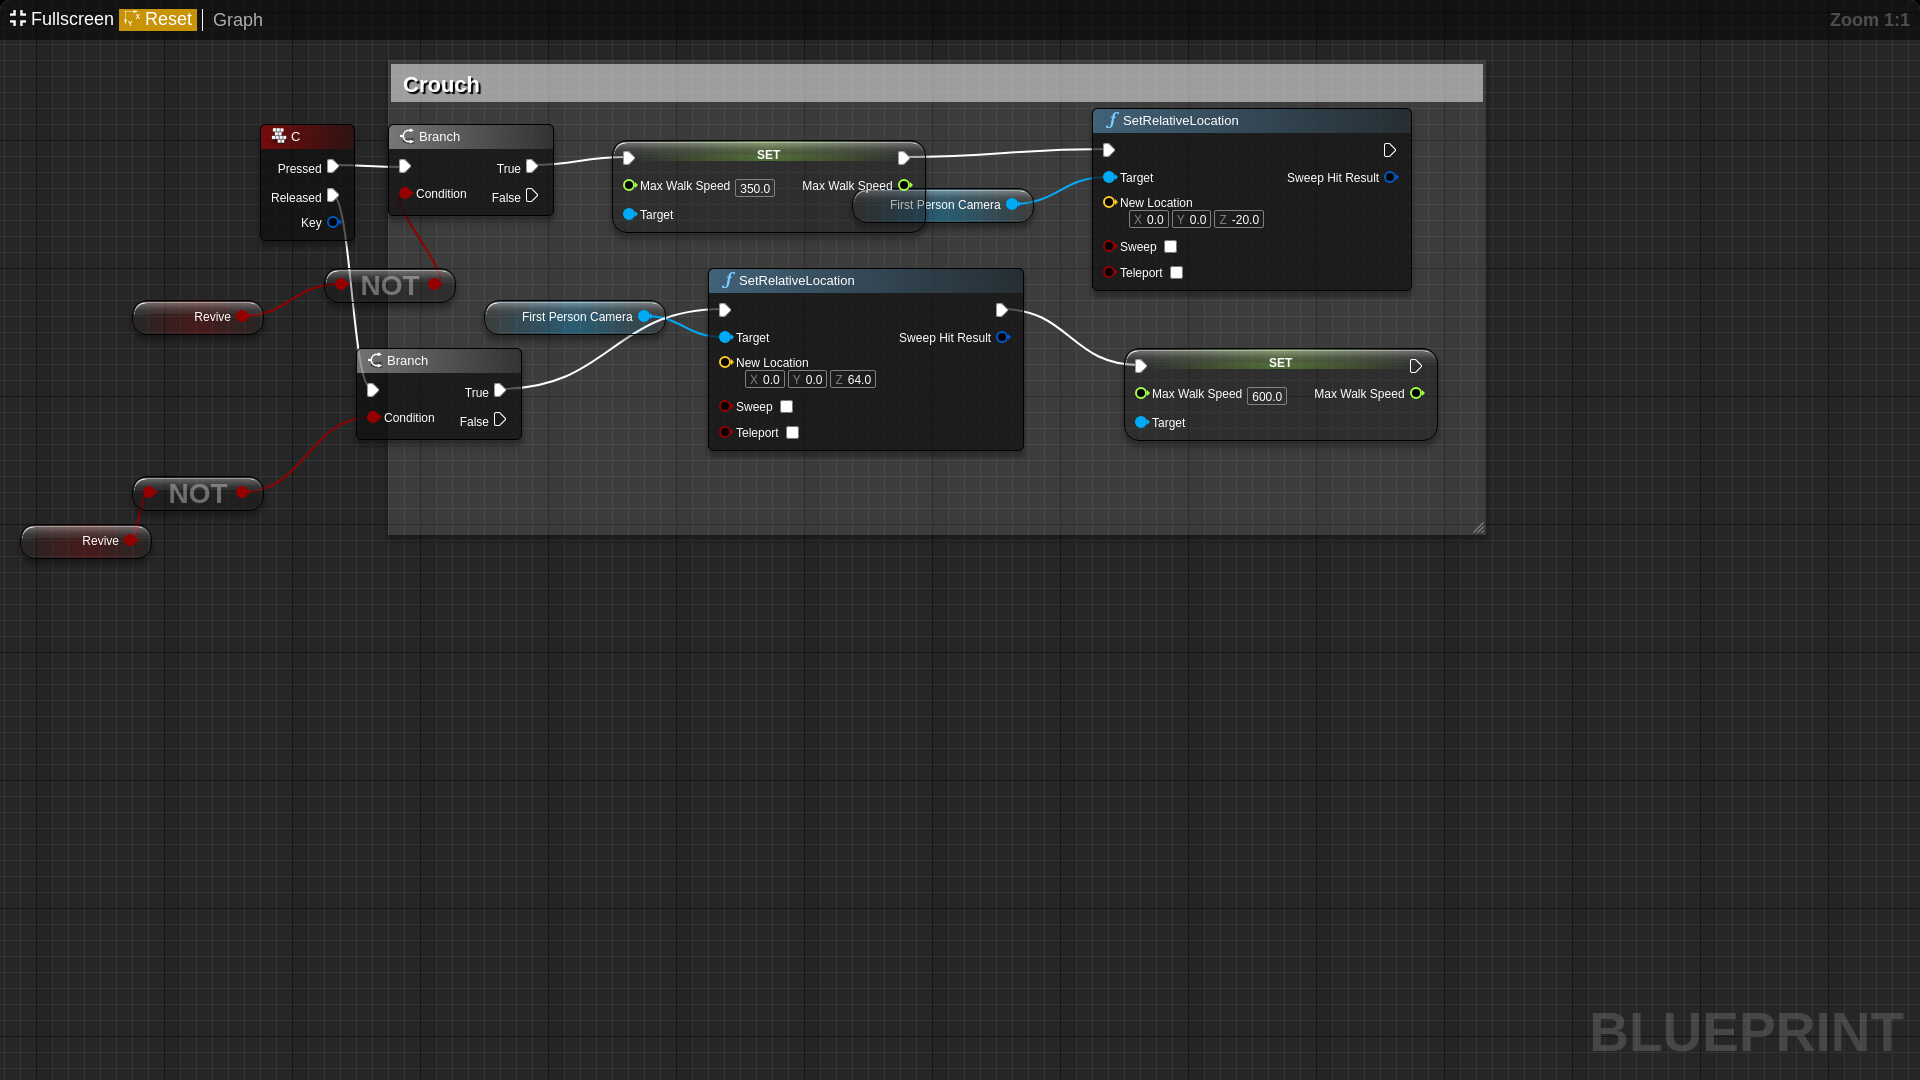 Fullscreen Reset Graph Zoom 1:1
Crouch
C
Pressed
Released
Key
Branch
True
Condition
False
SET
Max Walk Speed 350.0 Max Walk Speed
Target
First Person Camera
SetRelativeLocation
Target Sweep Hit Result
New Location
X 0.0 Y 0.0 Z -20.0
Sweep
Teleport
NOT
Revive
First Person Camera
SetRelativeLocation
Target Sweep Hit Result
New Location
X 0.0 Y 0.0 Z 64.0
Sweep
Teleport
Branch
True
Condition
False
SET
Max Walk Speed 600.0 Max Walk Speed
Target
NOT
Revive
BLUEPRINT